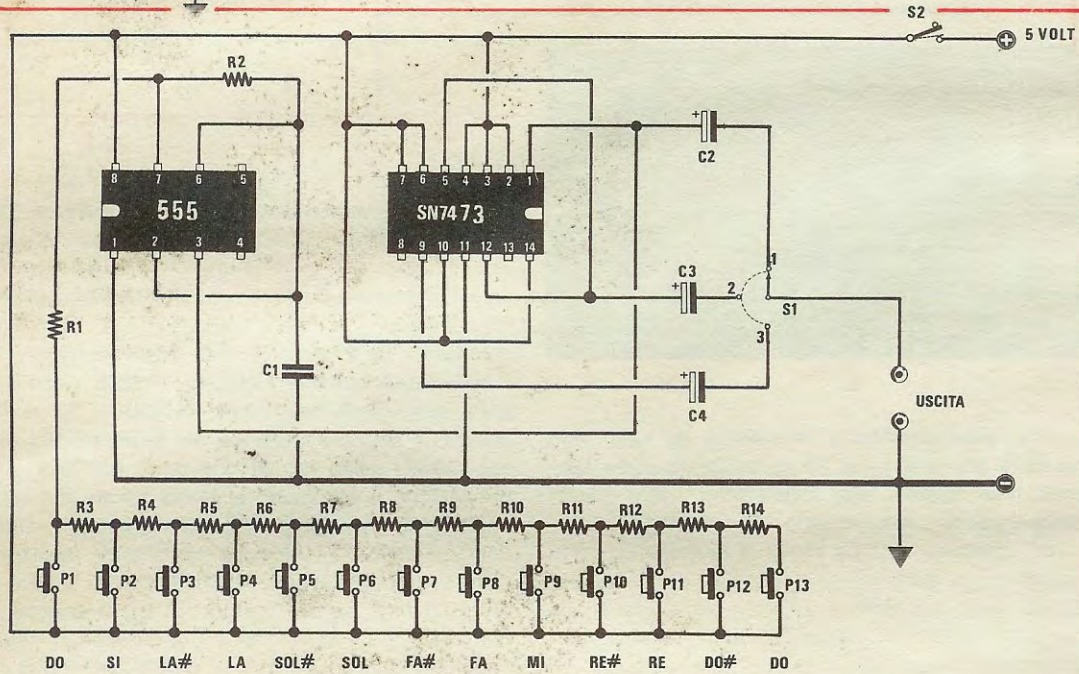 S2
5 VOLT
R2
8 7 6 5
555
1 2 3 4
7 6 5 4 3 2 1
SN7473
8 9 10 11 12 13 14
C2
1
C3
2
S1
3
R1
C1
C4
USCITA
R3 R4 R5 R6 R7 R8 R9 R10 R11 R12 R13 R14
P1 P2 P3 P4 P5 P6 P7 P8 P9 P10 P11 P12 P13
DO SI LA# LA SOL# SOL FA# FA MI RE# RE DO# DO